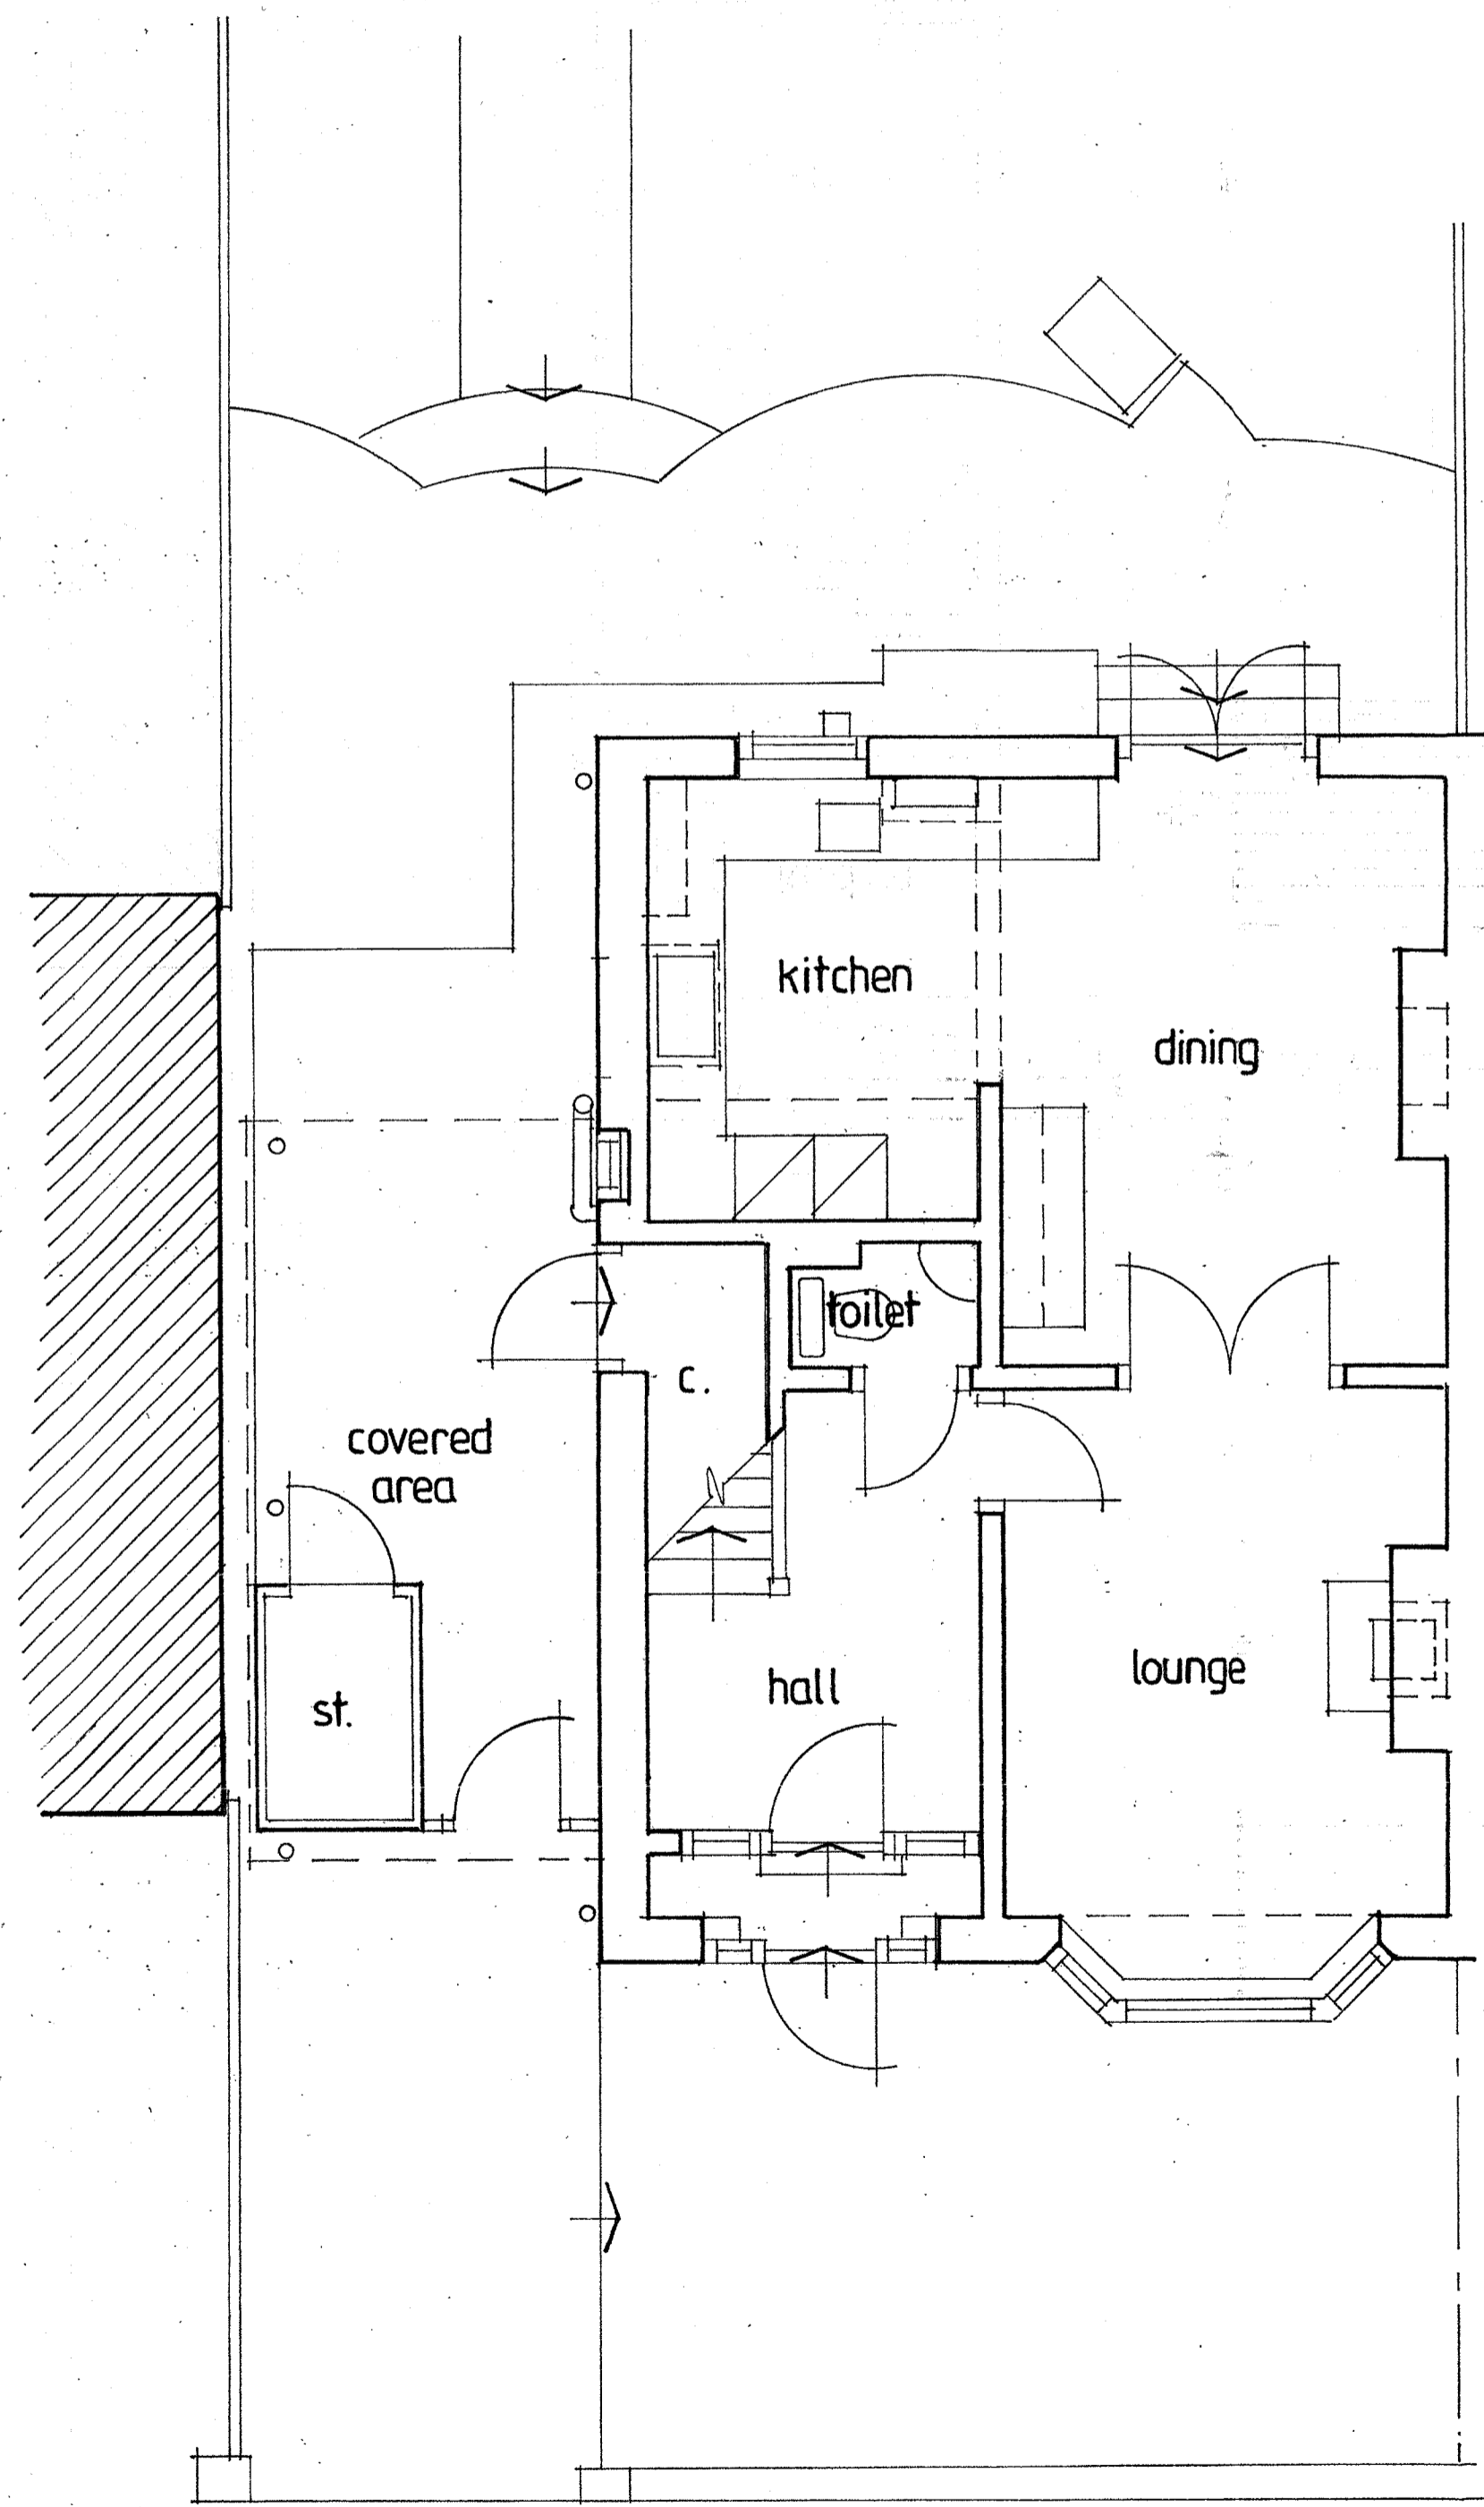 kitchen
dining
toilet
c.
covered
area
lounge
hall
st.